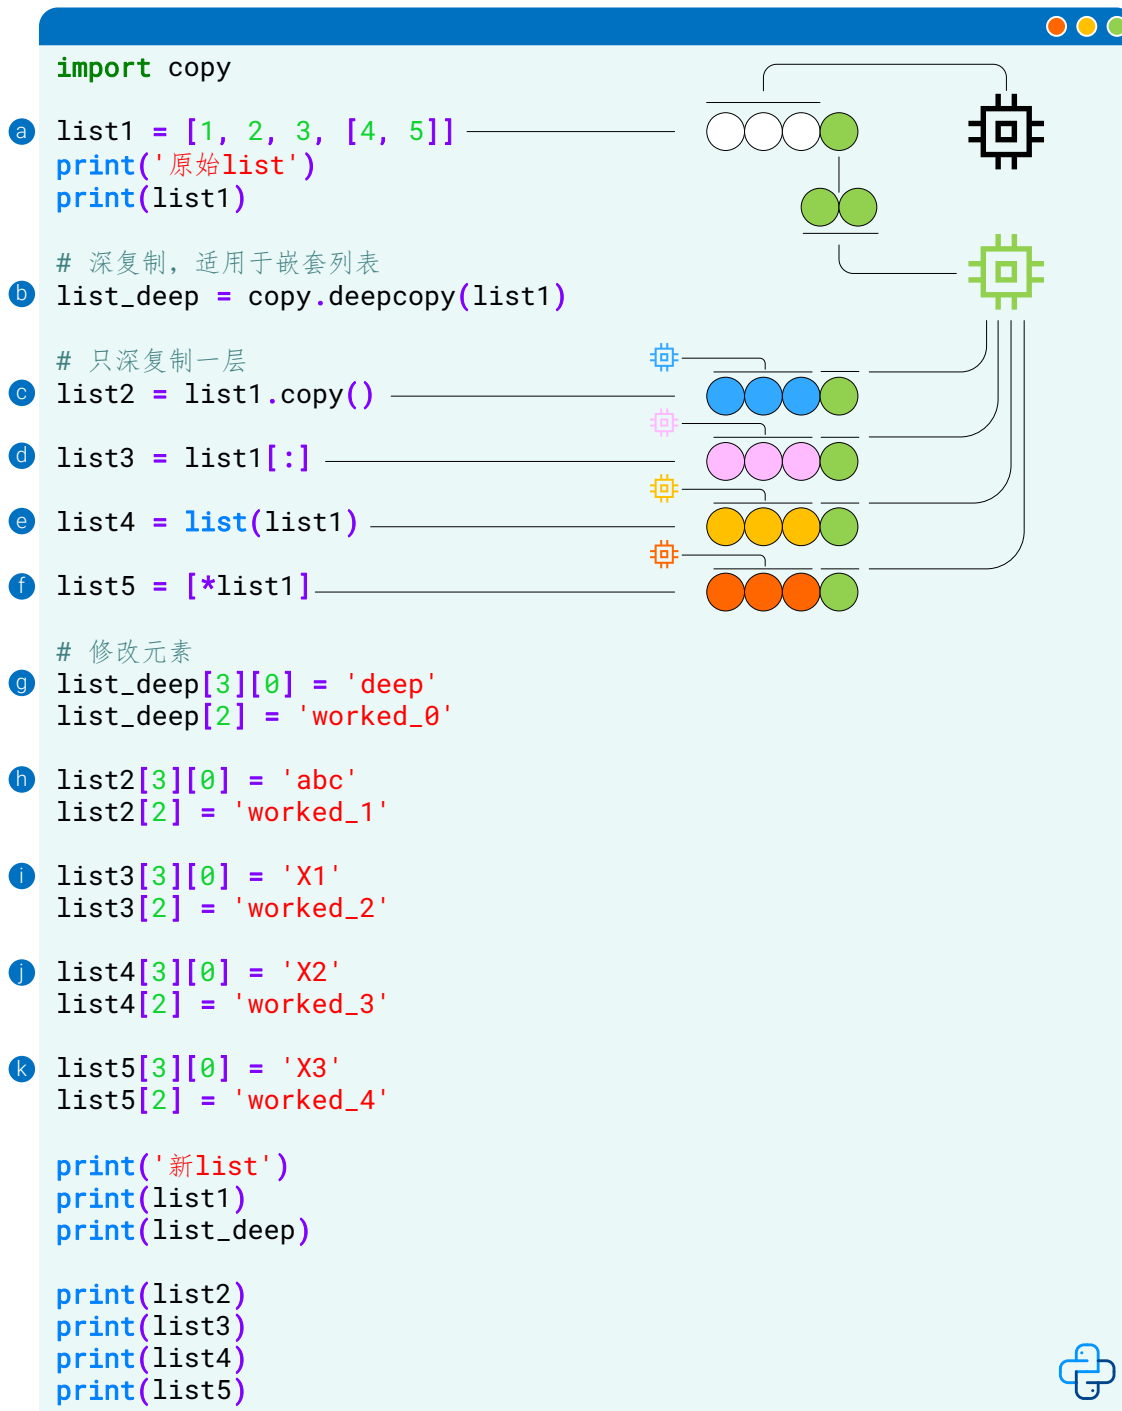 import copy
a list1 = [1, 2, 3, [4, 5]]
print('原始list')
print(list1)
# 深复制，适用于嵌套列表
b list_deep = copy.deepcopy(list1)
# 只深复制一层
c list2 = list1.copy()
d list3 = list1[:]
e list4 = list(list1)
f list5 = [*list1]
# 修改元素
g list_deep[3][0] = 'deep'
list_deep[2] = 'worked_0'
h list2[3][0] = 'abc'
list2[2] = 'worked_1'
i list3[3][0] = 'X1'
list3[2] = 'worked_2'
j list4[3][0] = 'X2'
list4[2] = 'worked_3'
k list5[3][0] = 'X3'
list5[2] = 'worked_4'
print('新list')
print(list1)
print(list_deep)
print(list2)
print(list3)
print(list4)
print(list5)